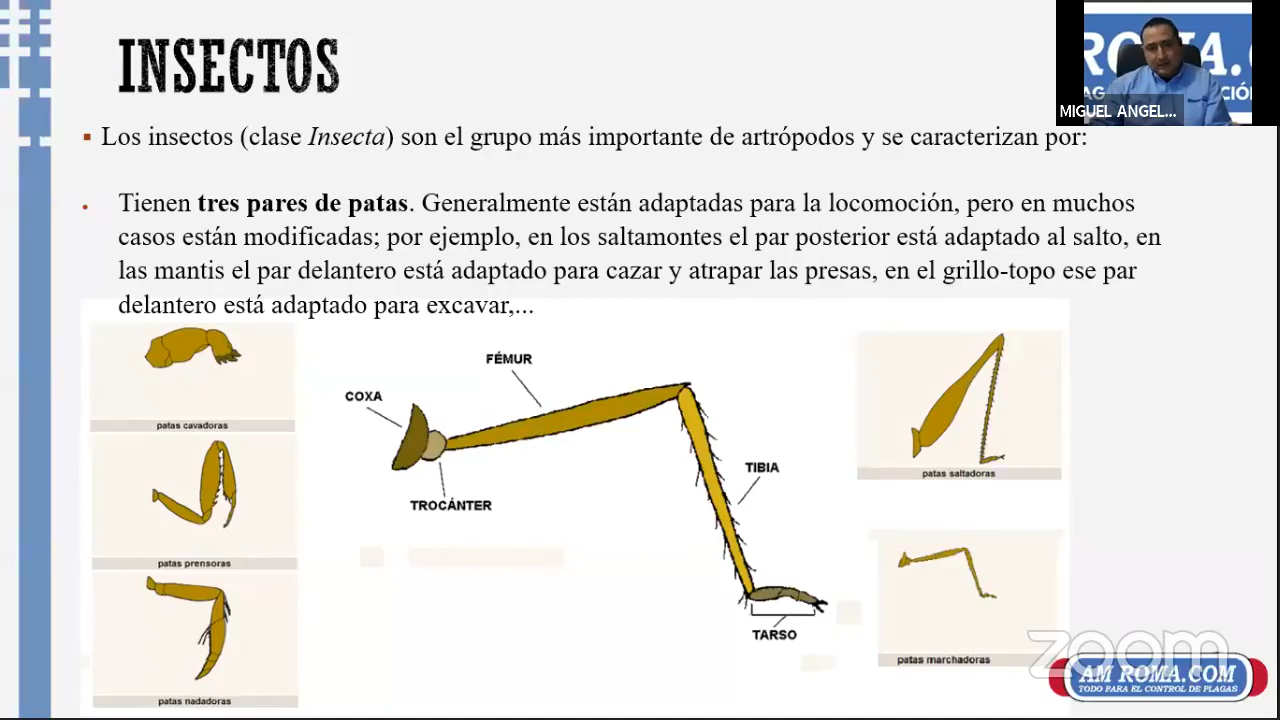 INSECTOS
MIGUEL ANGEL...
▪ Los insectos (clase Insecta) son el grupo más importante de artrópodos y se caracterizan por:
• Tienen tres pares de patas. Generalmente están adaptadas para la locomoción, pero en muchos
casos están modificadas; por ejemplo, en los saltamontes el par posterior está adaptado al salto, en
las mantis el par delantero está adaptado para cazar y atrapar las presas, en el grillo-topo ese par
delantero está adaptado para excavar,...
FÉMUR
COXA
patas cavadoras
TIBIA
patas saltadoras
TROCÁNTER
patas prensoras
TARSO
patas marchadoras
patas nadadoras
zoom
AM ROMA.COM
TODO PARA EL CONTROL DE PLAGAS